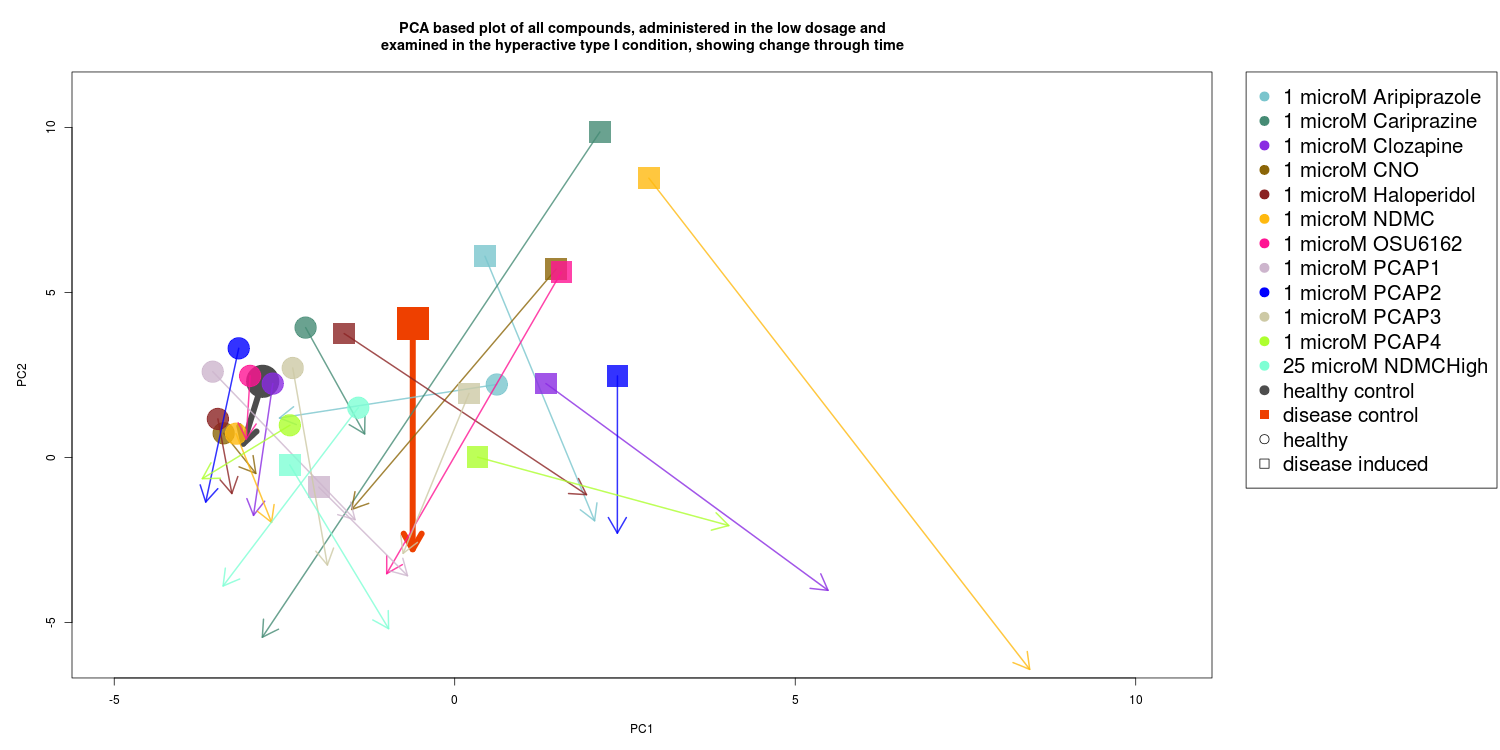 PCA based plot of all compounds, administered in the low dosage and
examined in the hyperactive type I condition, showing change through time
10
5
0
-5
PC2
-5
0
5
10
PC1
1 microM Aripiprazole
1 microM Cariprazine
1 microM Clozapine
1 microM CNO
1 microM Haloperidol
1 microM NDMC
1 microM OSU6162
1 microM PCAP1
1 microM PCAP2
1 microM PCAP3
1 microM PCAP4
25 microM NDMCHigh
healthy control
disease control
healthy
disease induced